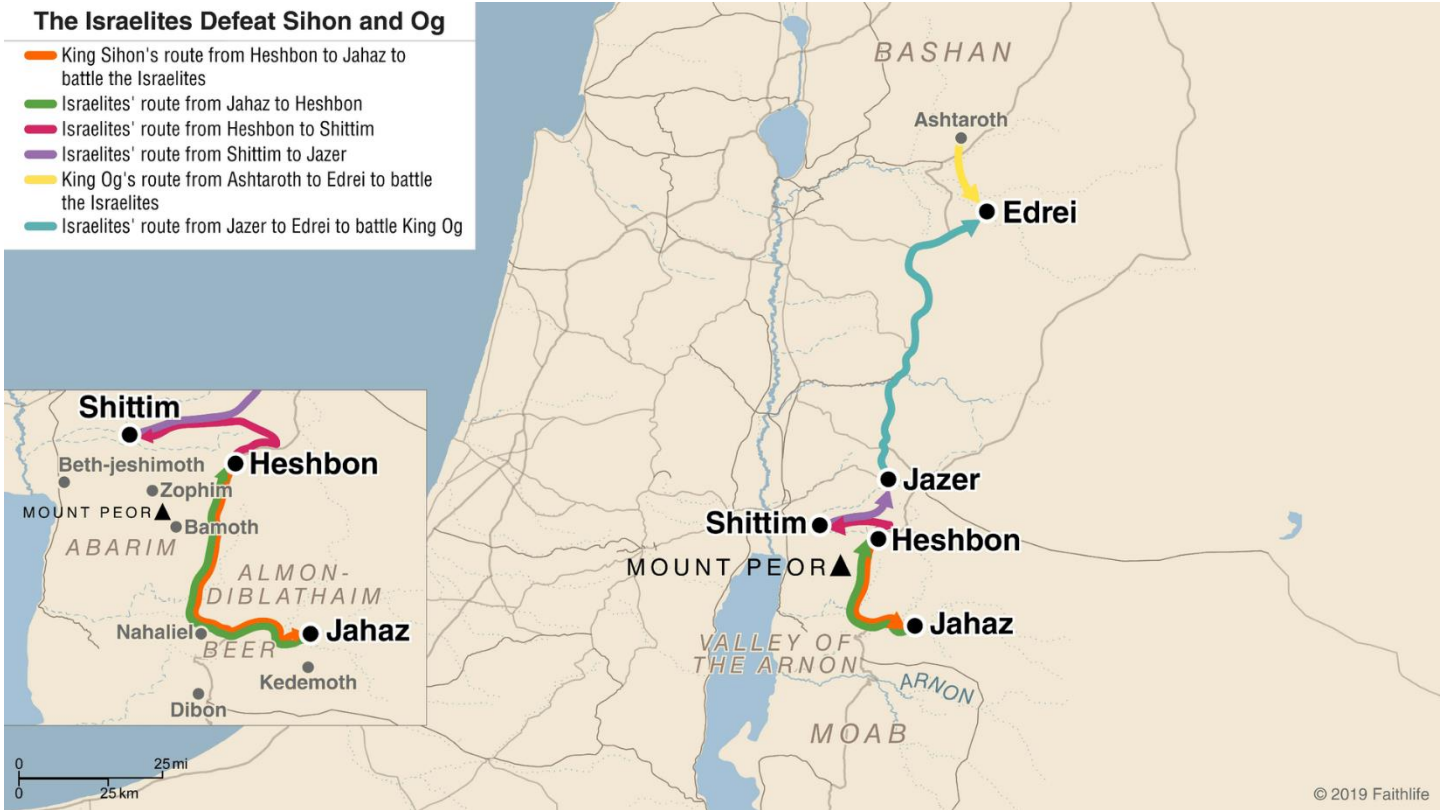 The Israelites Defeat Sihon and Og
King Sihon's route from Heshbon to Jahaz to
battle the Israelites
Israelites' route from Jahaz to Heshbon
Israelites' route from Heshbon to Shittim
Israelites' route from Shittim to Jazer
King Og's route from Ashtaroth to Edrei to battle
the Israelites
Israelites' route from Jazer to Edrei to battle King Og
BASHAN
Ashtaroth
Edrei
Jazer
Shittim
Heshbon
MOUNT PEOR
Jahaz
VALLEY OF
THE ARNON
ARNON
MOAB
Shittim
Heshbon
Beth-jeshimoth
Zophim
MOUNT PEOR
Bamoth
ABARIM
ALMON-
DIBLATHAIM
Nahaliel
Jahaz
BEER
Kedemoth
Dibon
0 25 mi
0 25 km
© 2019 Faithlife